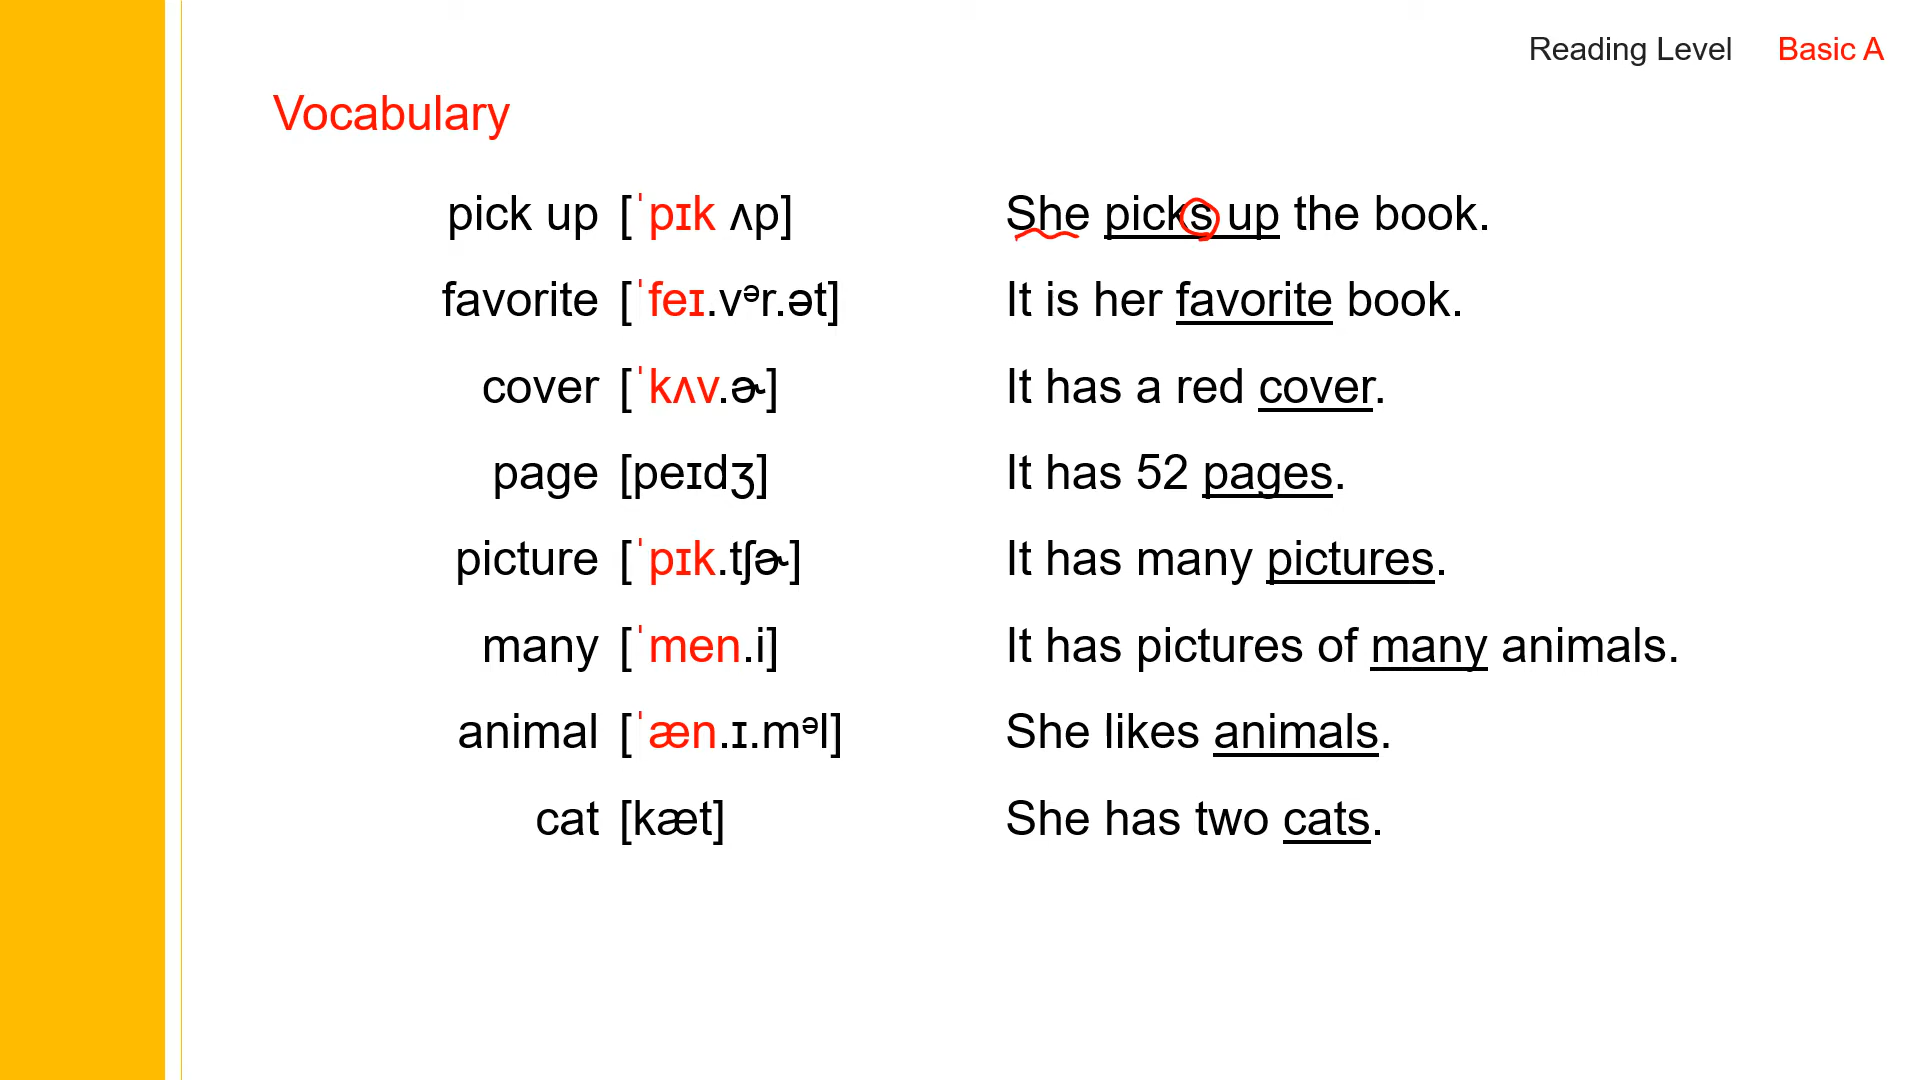 Reading Level Basic A
Vocabulary
pick up [ˈpɪk ʌp] She picks up the book.
favorite [ˈfeɪ.vᵊr.ət] It is her favorite book.
cover [ˈkʌv.ɚ] It has a red cover.
page [peɪdʒ] It has 52 pages.
picture [ˈpɪk.tʃɚ] It has many pictures.
many [ˈmen.i] It has pictures of many animals.
animal [ˈæn.ɪ.mᵊl] She likes animals.
cat [kæt] She has two cats.